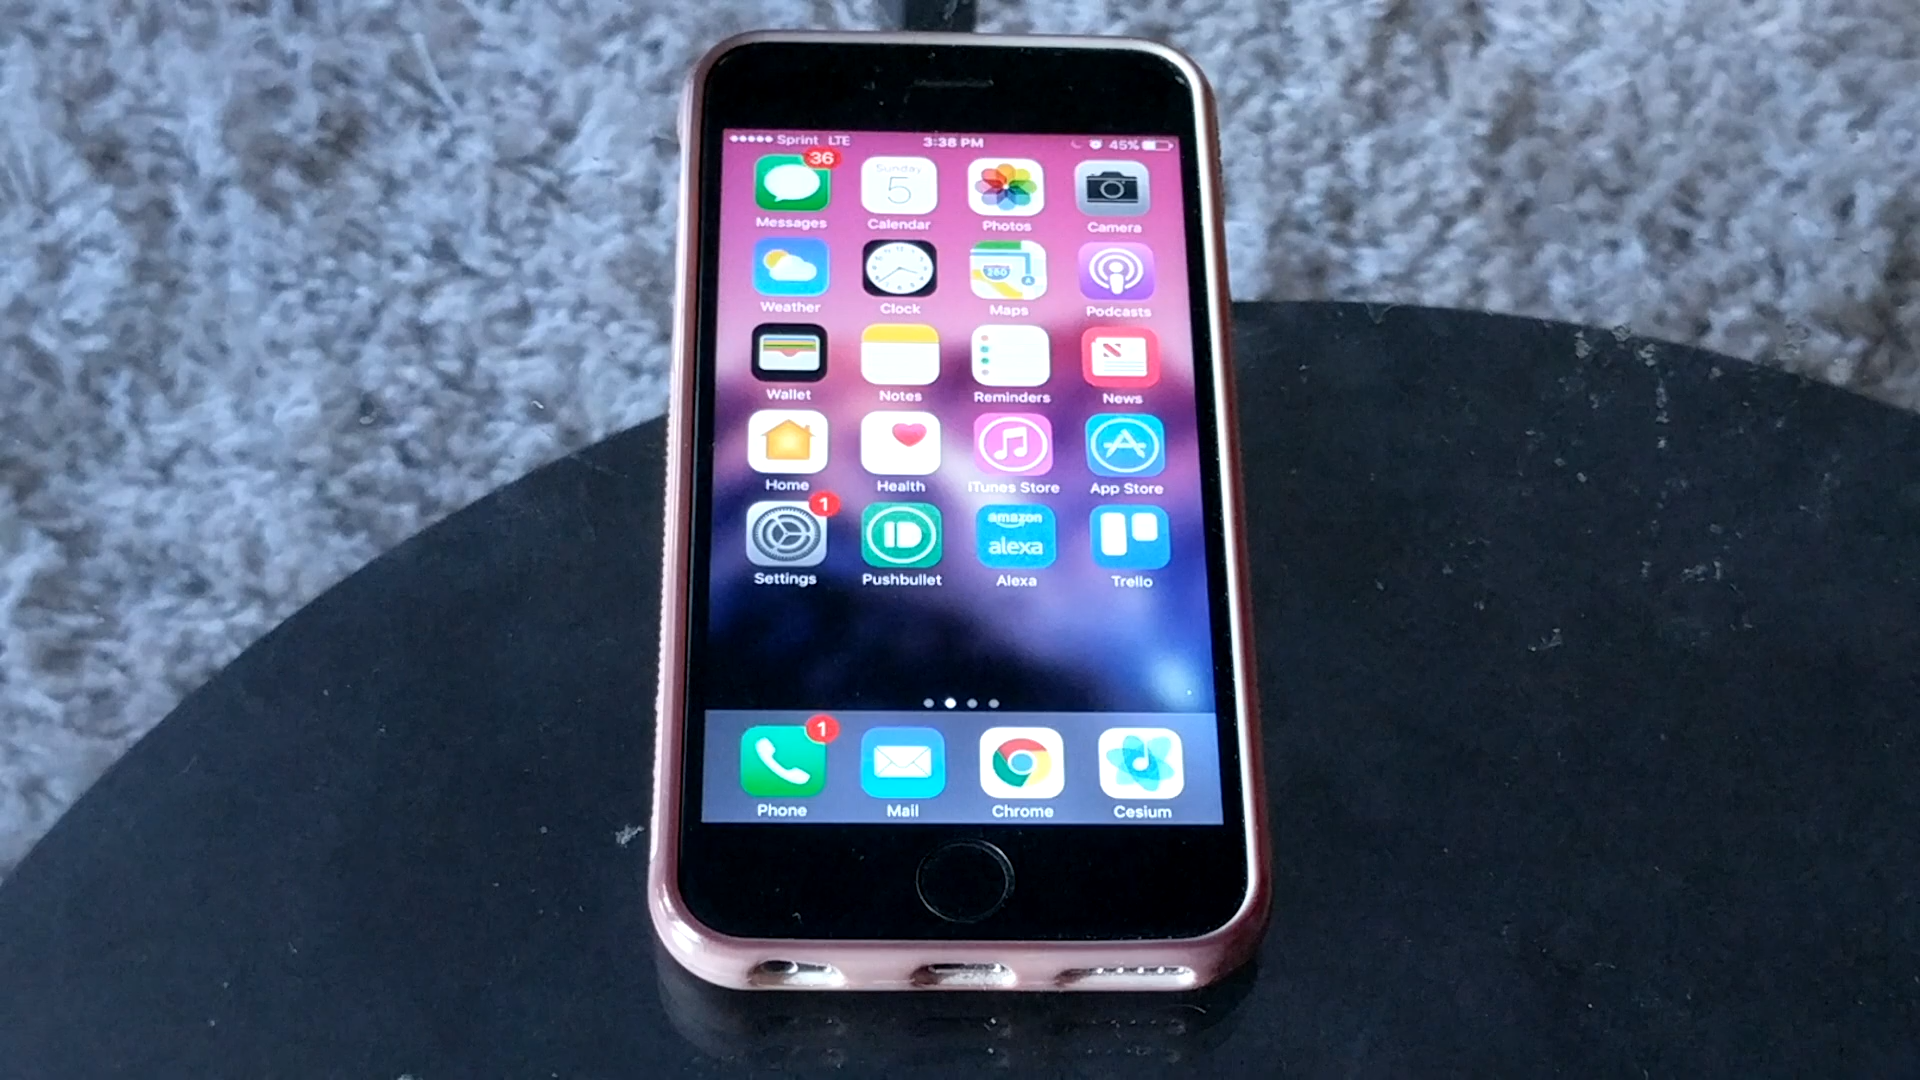 Sprint LTE 3:38 PM 45%
36
Sunday
5
Messages Calendar Photos Camera
280
Weather Clock Maps Podcasts
Wallet Notes Reminders News
Home Health iTunes Store App Store
1
amazon
alexa
Settings Pushbullet Alexa Trello
1
Phone Mail Chrome Cesium